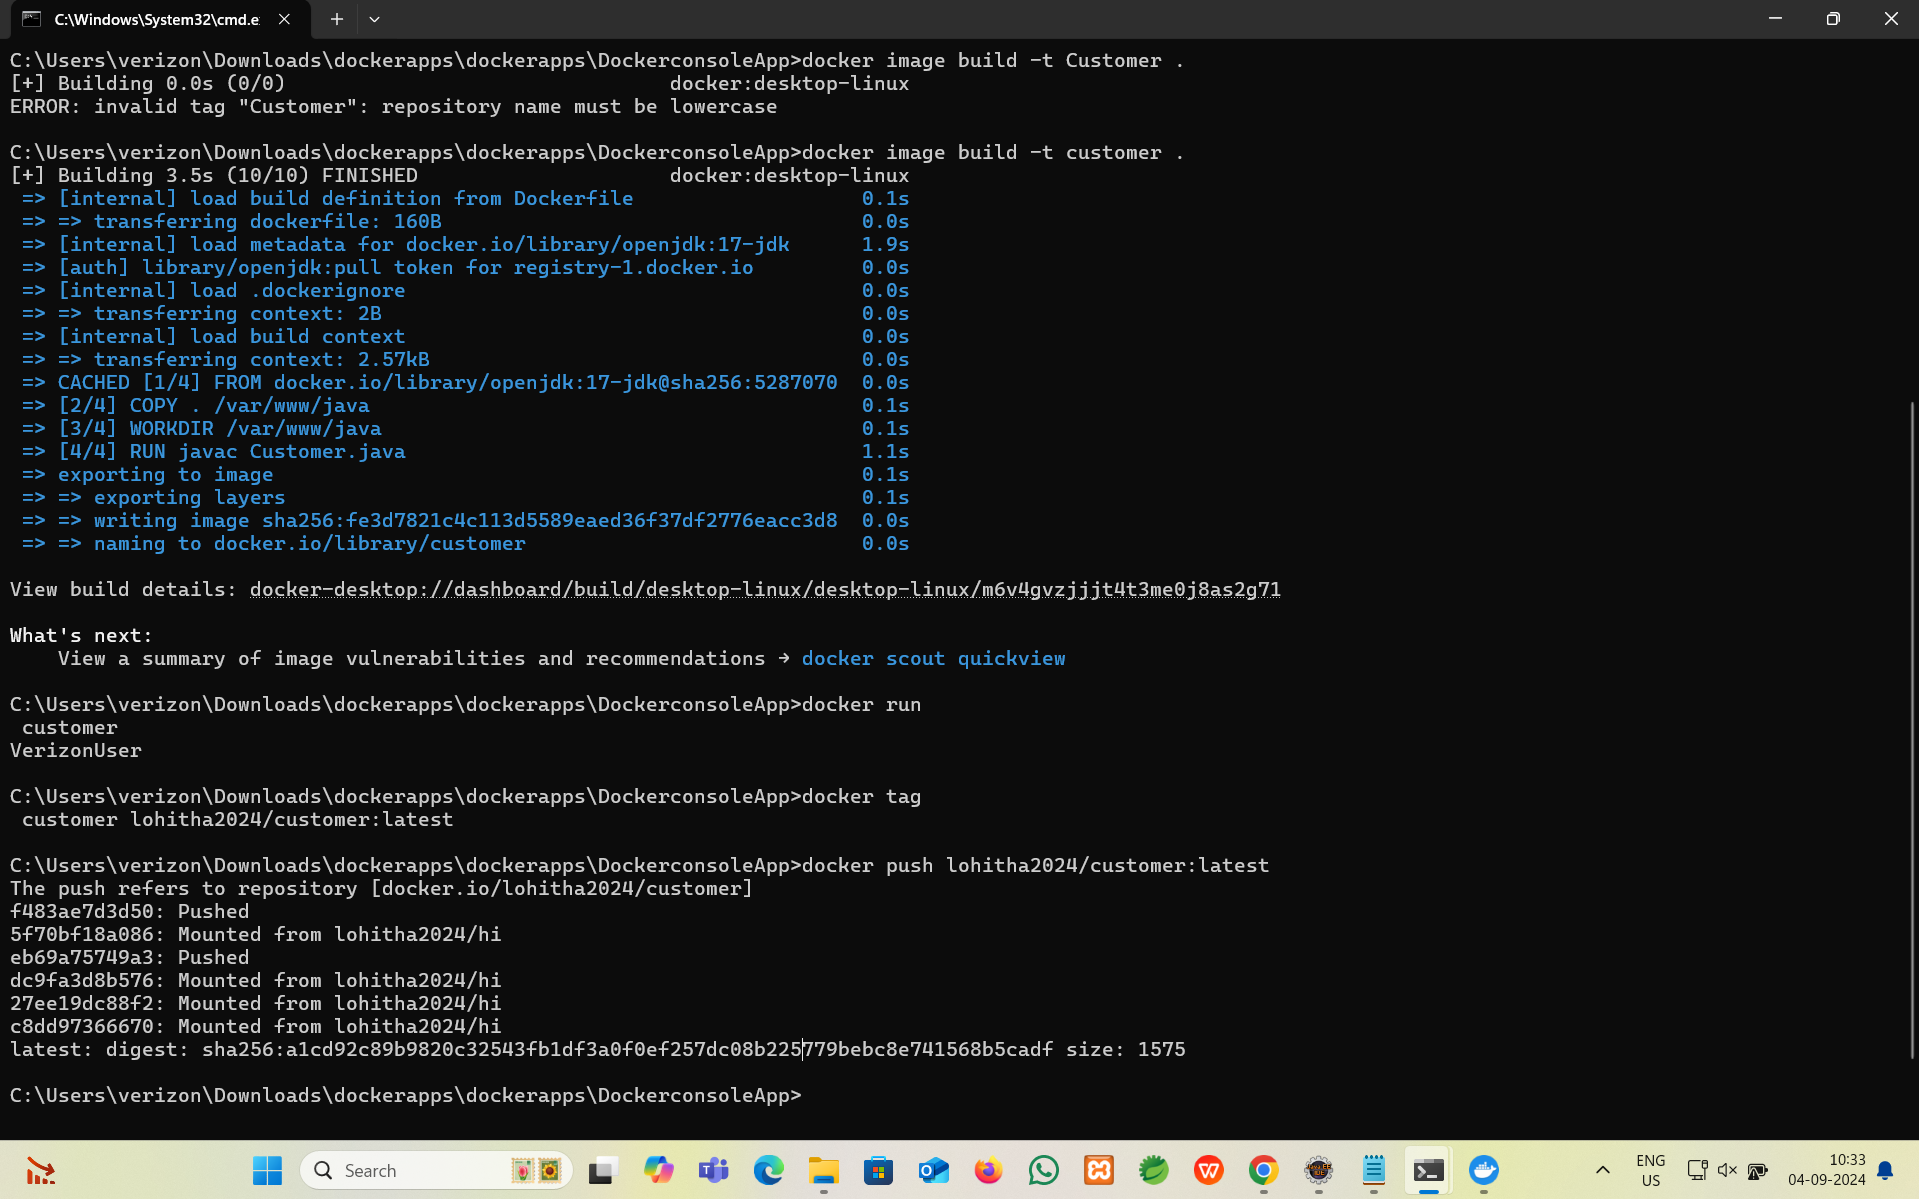 C:\Windows\System32\cmd.e
C:\Users\verizon\Downloads\dockerapps\dockerapps\DockerconsoleApp>docker image build -t Customer .
[+] Building 0.0s (0/0) docker:desktop-linux
ERROR: invalid tag "Customer": repository name must be lowercase
C:\Users\verizon\Downloads\dockerapps\dockerapps\DockerconsoleApp>docker image build -t customer .
[+] Building 3.5s (10/10) FINISHED docker:desktop-linux
=> [internal] load build definition from Dockerfile 0.1s
=> => transferring dockerfile: 160B 0.0s
=> [internal] load metadata for docker.io/library/openjdk:17-jdk 1.9s
=> [auth] library/openjdk:pull token for registry-1.docker.io 0.0s
=> [internal] load .dockerignore 0.0s
=> => transferring context: 2B 0.0s
=> [internal] load build context 0.0s
=> => transferring context: 2.57kB 0.0s
=> CACHED [1/4] FROM docker.io/library/openjdk:17-jdk@sha256:5287070 0.0s
=> [2/4] COPY . /var/www/java 0.1s
=> [3/4] WORKDIR /var/www/java 0.1s
=> [4/4] RUN javac Customer.java 1.1s
=> exporting to image 0.1s
=> => exporting layers 0.1s
=> => writing image sha256:fe3d7821c4c113d5589eaed36f37df2776eacc3d8 0.0s
=> => naming to docker.io/library/customer 0.0s
View build details: docker-desktop://dashboard/build/desktop-linux/desktop-linux/m6v4gvzjjjt4t3me0j8as2g71
What's next:
View a summary of image vulnerabilities and recommendations → docker scout quickview
C:\Users\verizon\Downloads\dockerapps\dockerapps\DockerconsoleApp>docker run
customer
VerizonUser
C:\Users\verizon\Downloads\dockerapps\dockerapps\DockerconsoleApp>docker tag
customer lohitha2024/customer:latest
C:\Users\verizon\Downloads\dockerapps\dockerapps\DockerconsoleApp>docker push lohitha2024/customer:latest
The push refers to repository [docker.io/lohitha2024/customer]
f483ae7d3d50: Pushed
5f70bf18a086: Mounted from lohitha2024/hi
eb69a75749a3: Pushed
dc9fa3d8b576: Mounted from lohitha2024/hi
27ee19dc88f2: Mounted from lohitha2024/hi
c8dd97366670: Mounted from lohitha2024/hi
latest: digest: sha256:a1cd92c89b9820c32543fb1df3a0f0ef257dc08b225779bebc8e741568b5cadf size: 1575
C:\Users\verizon\Downloads\dockerapps\dockerapps\DockerconsoleApp>
Search
ENG
US
10:33
04-09-2024